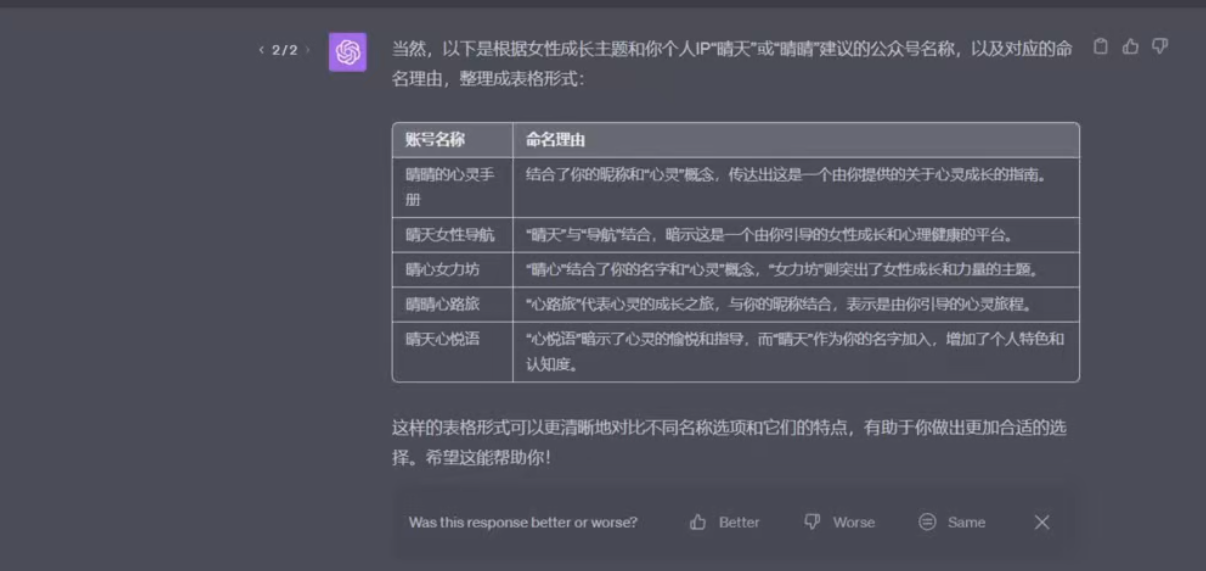 2/2
当然，以下是根据女性成长主题和你个人IP“晴天”或“晴晴”建议的公众号名称，以及对应的命
名理由，整理成表格形式：
账号名称 命名理由
晴晴的心灵手 结合了你的昵称和“心灵”概念，传达出这是一个由你提供的关于心灵成长的指南。
册
晴天女性导航 “晴天”与“导航”结合，暗示这是一个由你引导的女性成长和心理健康的平台。
晴心女力坊 “晴心”结合了你的名字和“心灵”概念，“女力坊”则突出了女性成长和力量的主题。
晴晴心路旅 “心路旅”代表心灵的成长之旅，与你的昵称结合，表示是由你引导的心灵旅程。
晴天心悦语 “心悦语”暗示了心灵的愉悦和指导，而“晴天”作为你的名字加入，增加了个人特色和
认知度。
这样的表格形式可以更清晰地对比不同名称选项和它们的特点，有助于你做出更加合适的选
择。希望这能帮助你！
Was this response better or worse? Better Worse Same